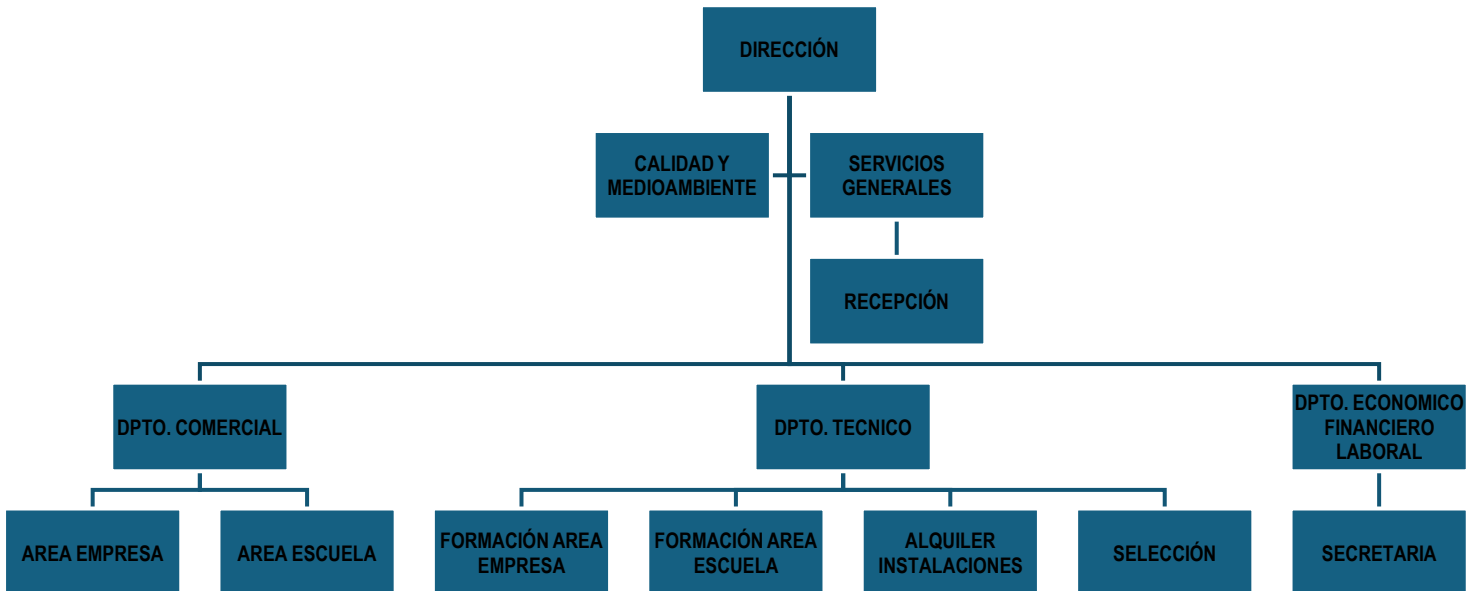 DIRECCIÓN
CALIDAD Y
MEDIOAMBIENTE
SERVICIOS
GENERALES
RECEPCIÓN
DPTO. COMERCIAL
DPTO. TECNICO
DPTO. ECONOMICO
FINANCIERO
LABORAL
AREA EMPRESA
AREA ESCUELA
FORMACIÓN AREA
EMPRESA
FORMACIÓN AREA
ESCUELA
ALQUILER
INSTALACIONES
SELECCIÓN
SECRETARIA